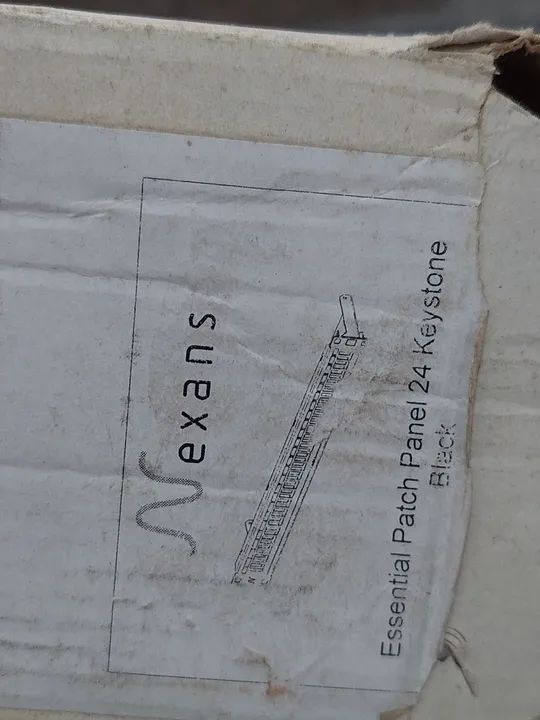 Nexans
Essential Patch Panel 24 Keystone
Black